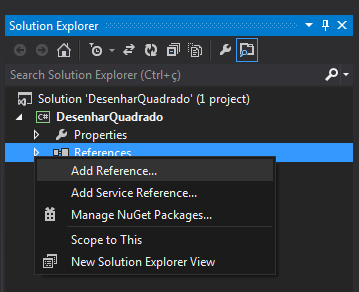 Solution Explorer
Search Solution Explorer (Ctrl+ç)
Solution 'DesenharQuadrado' (1 project)
C# DesenharQuadrado
Properties
References
Add Reference...
Add Service Reference...
Manage NuGet Packages...
Scope to This
New Solution Explorer View